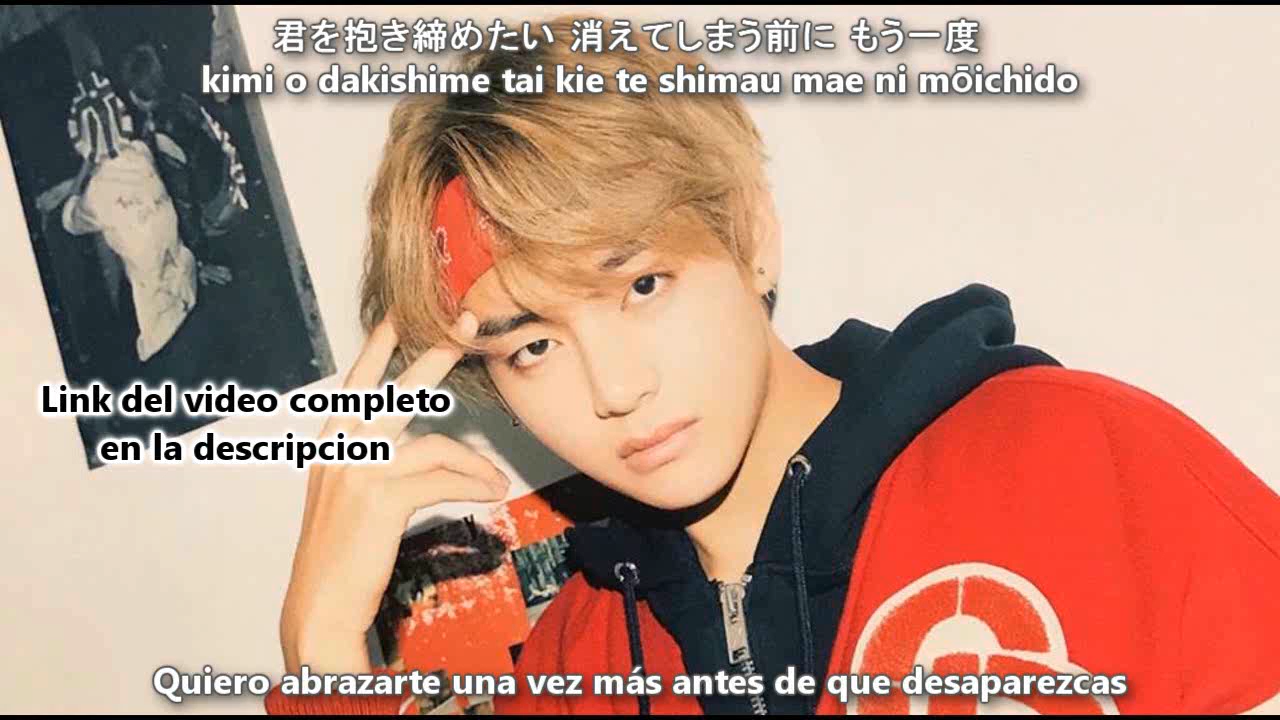 君を抱き締めたい 消えてしまう前に もう一度
kimi o dakishime tai kie te shimau mae ni mōichido
Link del video completo
en la descripcion
Quiero abrazarte una vez más antes de que desaparezcas